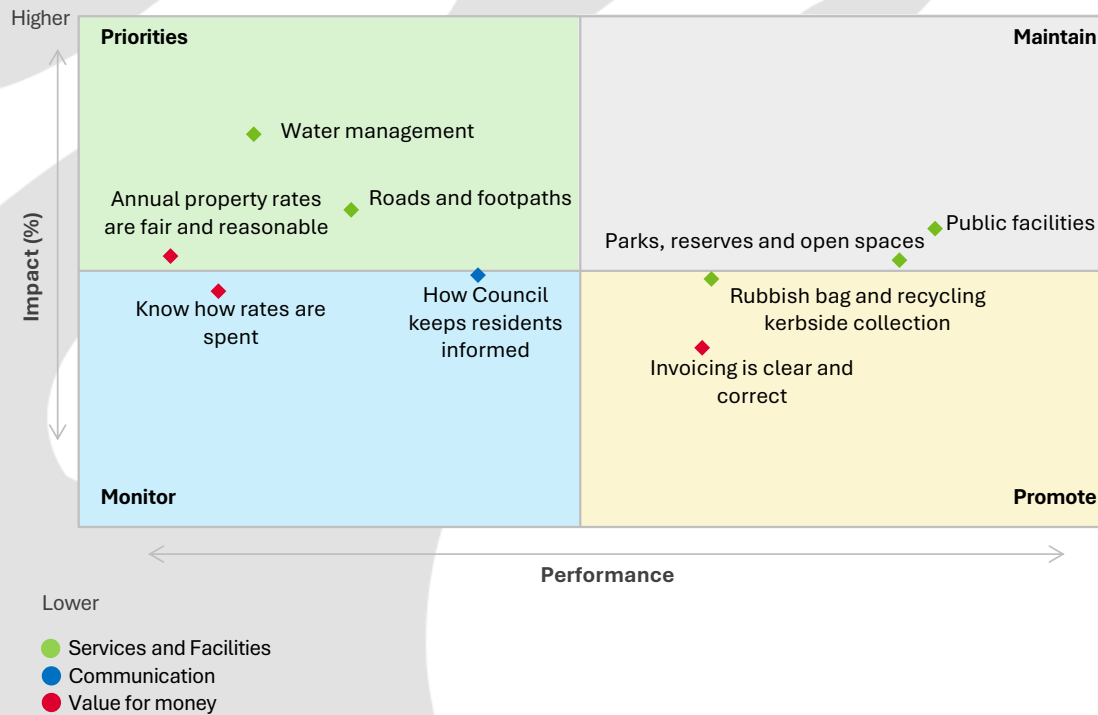 Higher
Priorities
Maintain
Water management
Annual property rates
are fair and reasonable
Roads and footpaths
Public facilities
Parks, reserves and open spaces
Impact (%)
Know how rates are
spent
How Council
keeps residents
informed
Rubbish bag and recycling
kerbside collection
Invoicing is clear and
correct
Monitor
Promote
Performance
Lower
Services and Facilities
Communication
Value for money